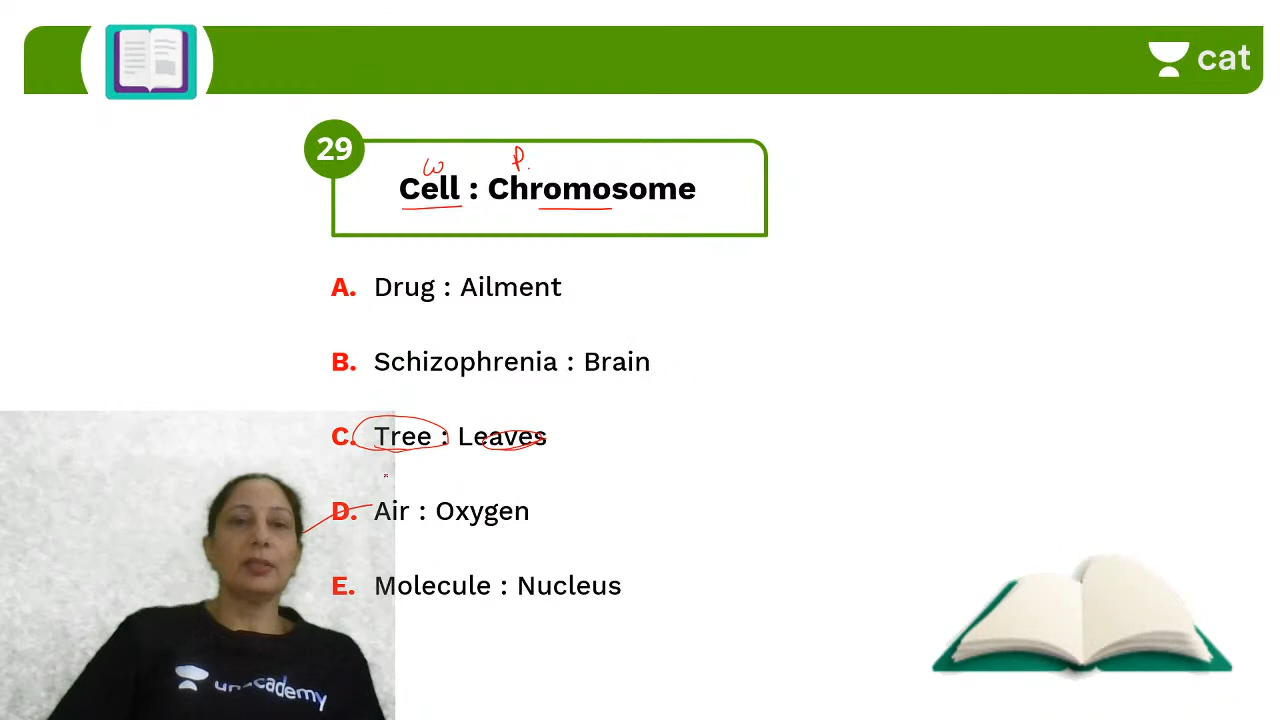 cat
29
W P.
Cell : Chromosome
A. Drug : Ailment
B. Schizophrenia : Brain
C. Tree : Leaves
D. Air : Oxygen
E. Molecule : Nucleus
unacademy